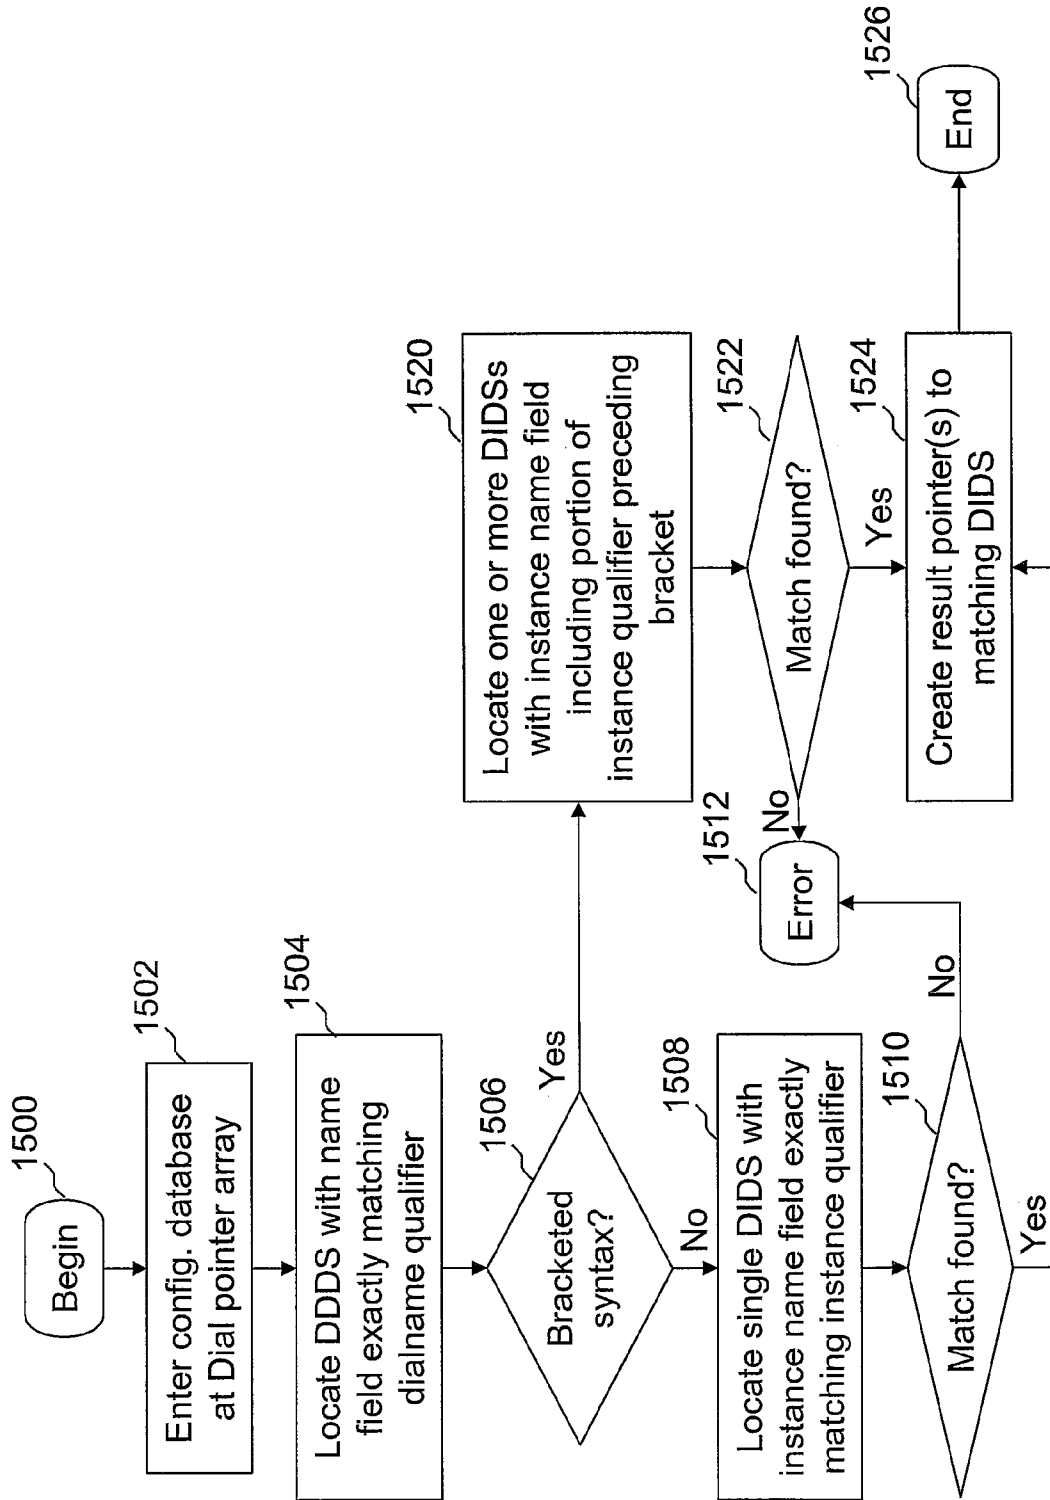 1500
Begin
1502
Enter config. database
at Dial pointer array
1504
Locate DDDS with name
field exactly matching
dialname qualifier
1506
Bracketed
syntax?
Yes
No
1508
Locate single DIDS with
instance name field exactly
matching instance qualifier
1510
Match found?
No
Yes
1512
Error
1520
Locate one or more DIDSs
with instance name field
including portion of
instance qualifier preceding
bracket
1522
Match found?
No
Yes
1524
Create result pointer(s) to
matching DIDS
1526
End